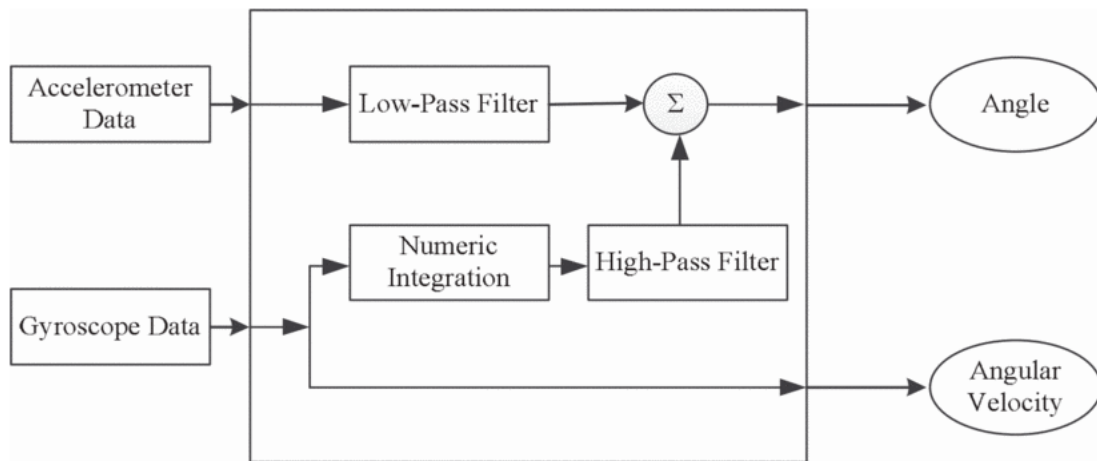 Accelerometer
Data
Low-Pass Filter
Σ
Angle
Numeric
Integration
High-Pass Filter
Gyroscope Data
Angular
Velocity